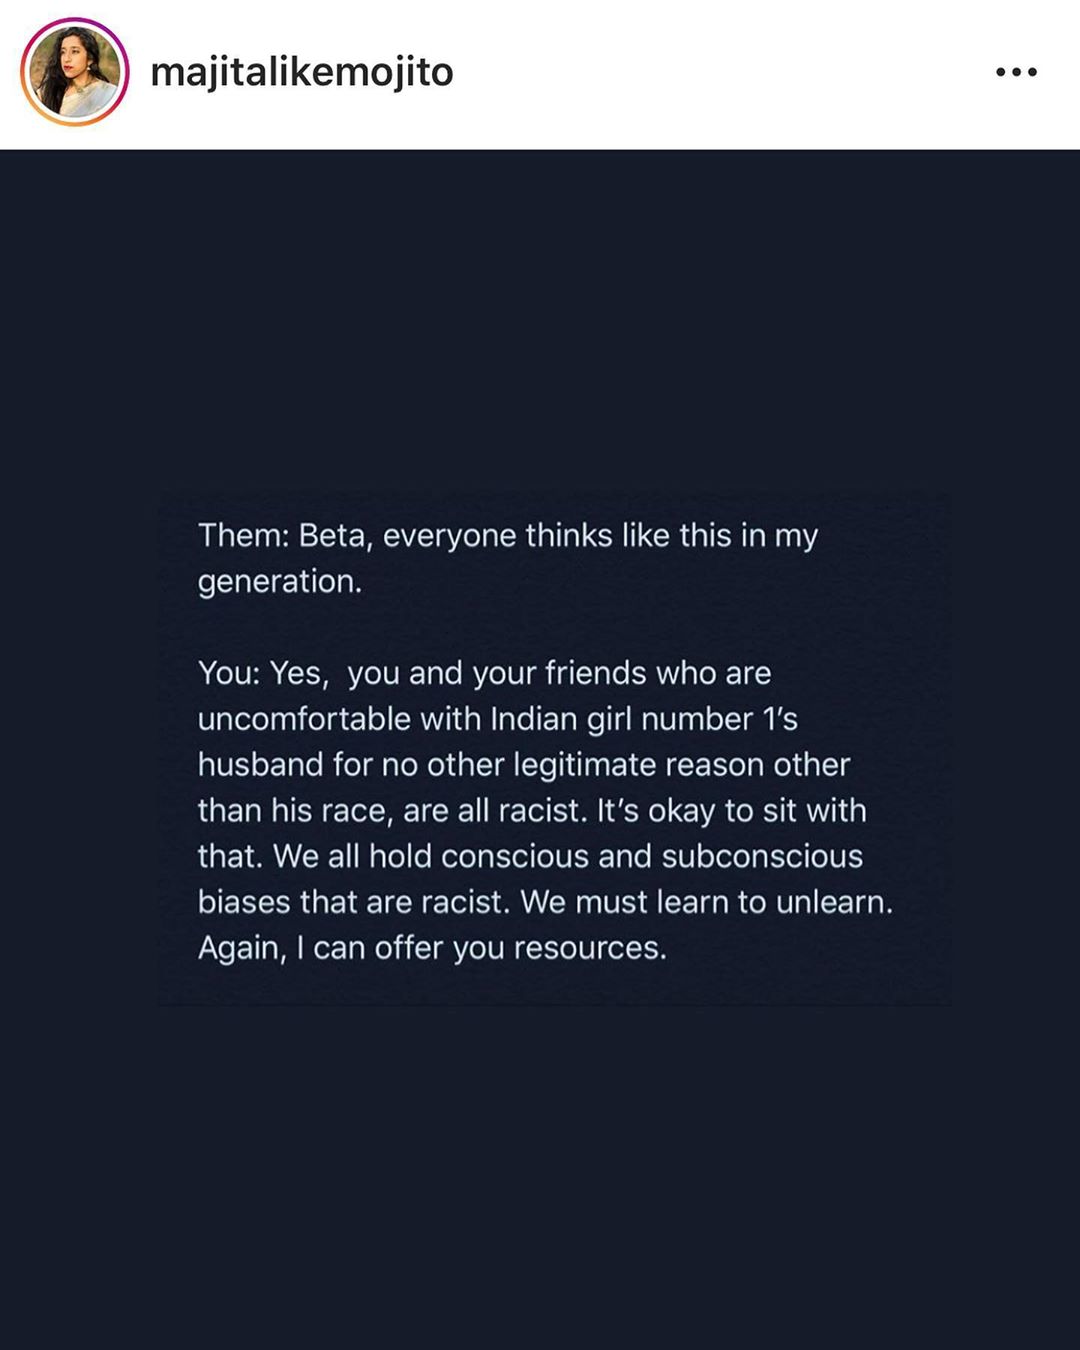 majitalikemojito
Them: Beta, everyone thinks like this in my
generation.
You: Yes,  you and your friends who are
uncomfortable with Indian girl number 1’s
husband for no other legitimate reason other
than his race, are all racist. It’s okay to sit with
that. We all hold conscious and subconscious
biases that are racist. We must learn to unlearn.
Again, I can offer you resources.